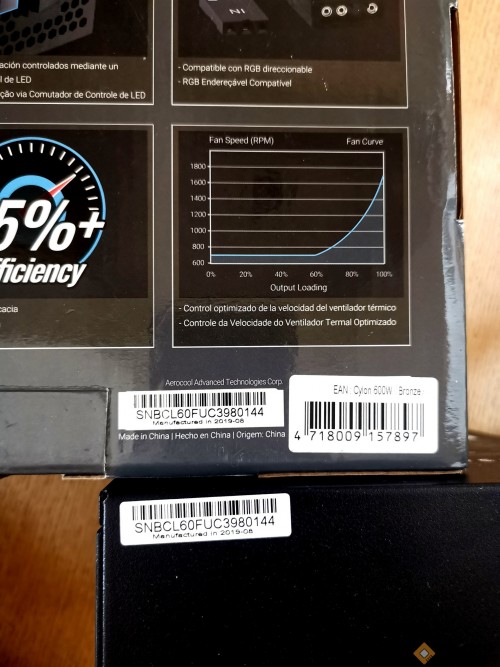 ación controlados mediante un
l de LED
ção via Comutador de Controle de LED
IN
- Compatible con RGB direccionable
- RGB Endereçável Compatível
5%+
fficiency
cacia
Fan Speed (RPM)
Fan Curve
1800
1600
1400
1200
1000
800
600
0% 20% 40% 60% 80% 100%
Output Loading
- Control optimizado de la velocidad del ventilador térmico
- Controle da Velocidade do Ventilador Termal Optimizado
Aerocool Advanced Technologies Corp.
SNBCL60FUC3980144
Manufactured in 2019-08
Made in China | Hecho en China | Origem: China
EAN : Cylon 600W Bronze
4 718009 157897
SNBCL60FUC3980144
Manufactured in 2019-08